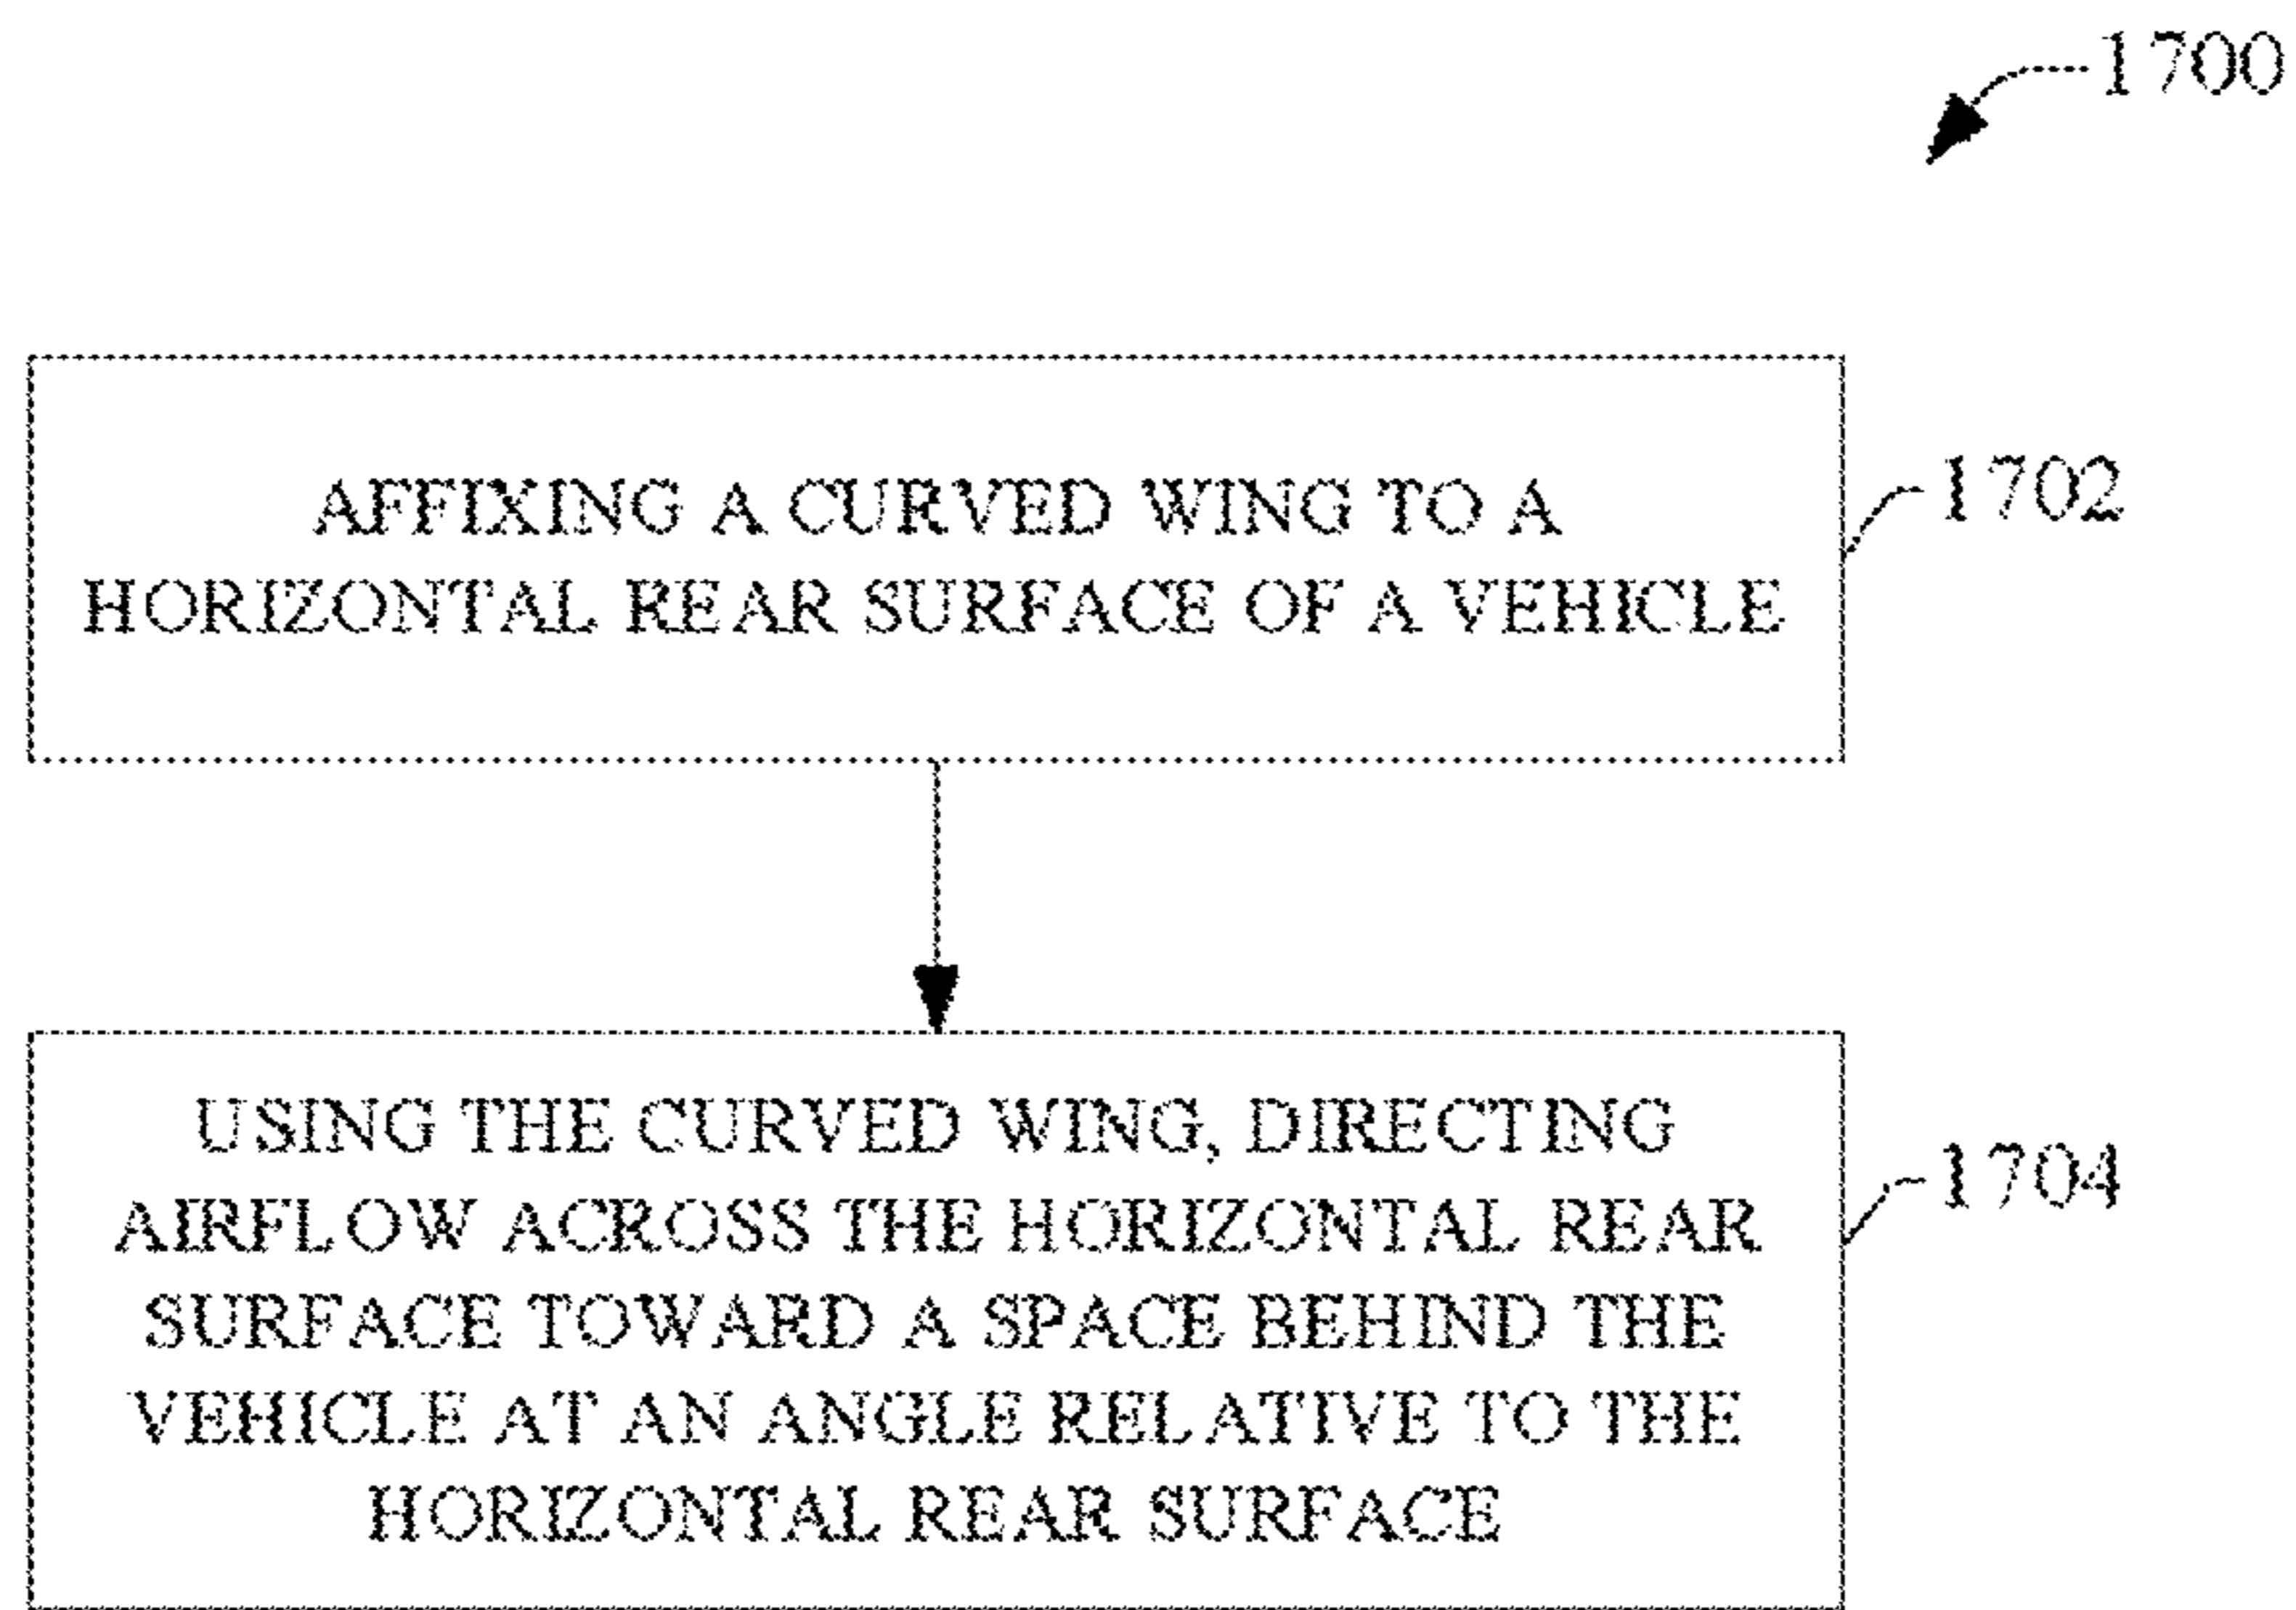 1700
AFFIXING A CURVED WING TO A
HORIZONTAL REAR SURFACE OF A VEHICLE
1702
USING THE CURVED WING, DIRECTING
AIRFLOW ACROSS THE HORIZONTAL REAR
SURFACE TOWARD A SPACE BEHIND THE
VEHICLE AT AN ANGLE RELATIVE TO THE
HORIZONTAL REAR SURFACE
1704